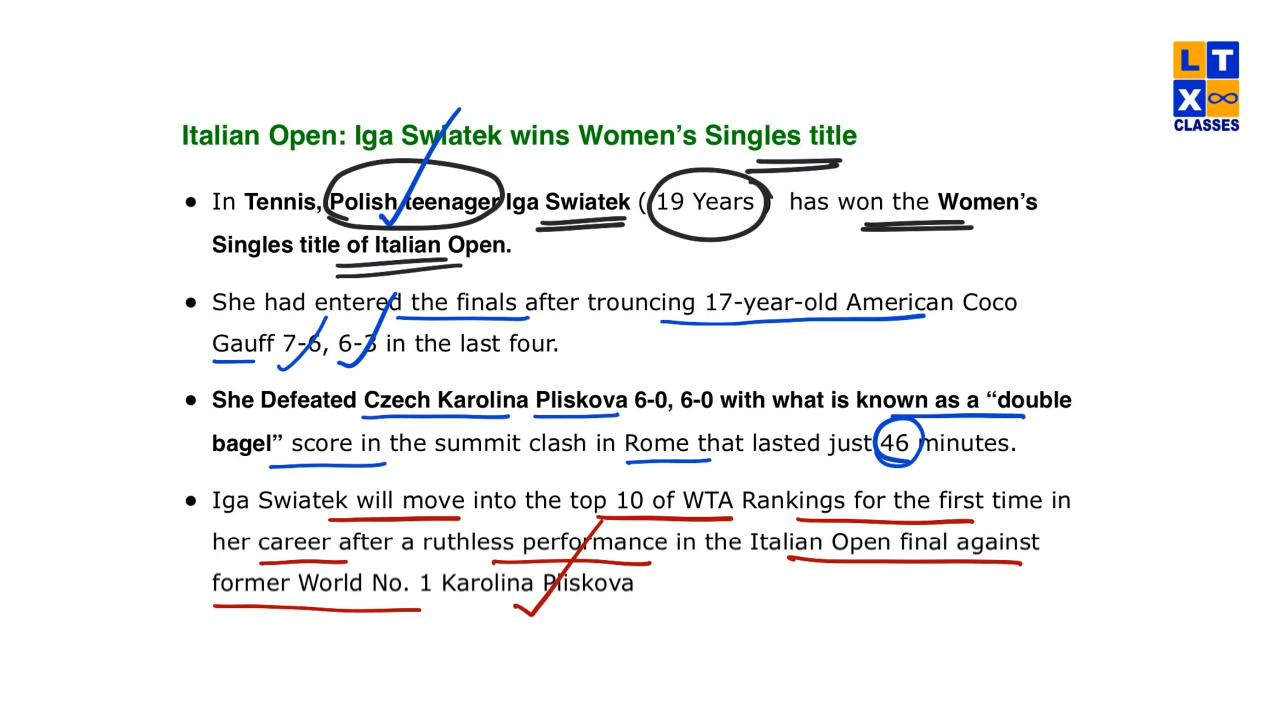 L T
X ∞
CLASSES
Italian Open: Iga Swiatek wins Women's Singles title
• In Tennis, Polish teenager Iga Swiatek (19 Years) has won the Women's
Singles title of Italian Open.
• She had entered the finals after trouncing 17-year-old American Coco
Gauff 7-6, 6-3 in the last four.
• She Defeated Czech Karolina Pliskova 6-0, 6-0 with what is known as a “double
bagel” score in the summit clash in Rome that lasted just 46 minutes.
• Iga Swiatek will move into the top 10 of WTA Rankings for the first time in
her career after a ruthless performance in the Italian Open final against
former World No. 1 Karolina Pliskova